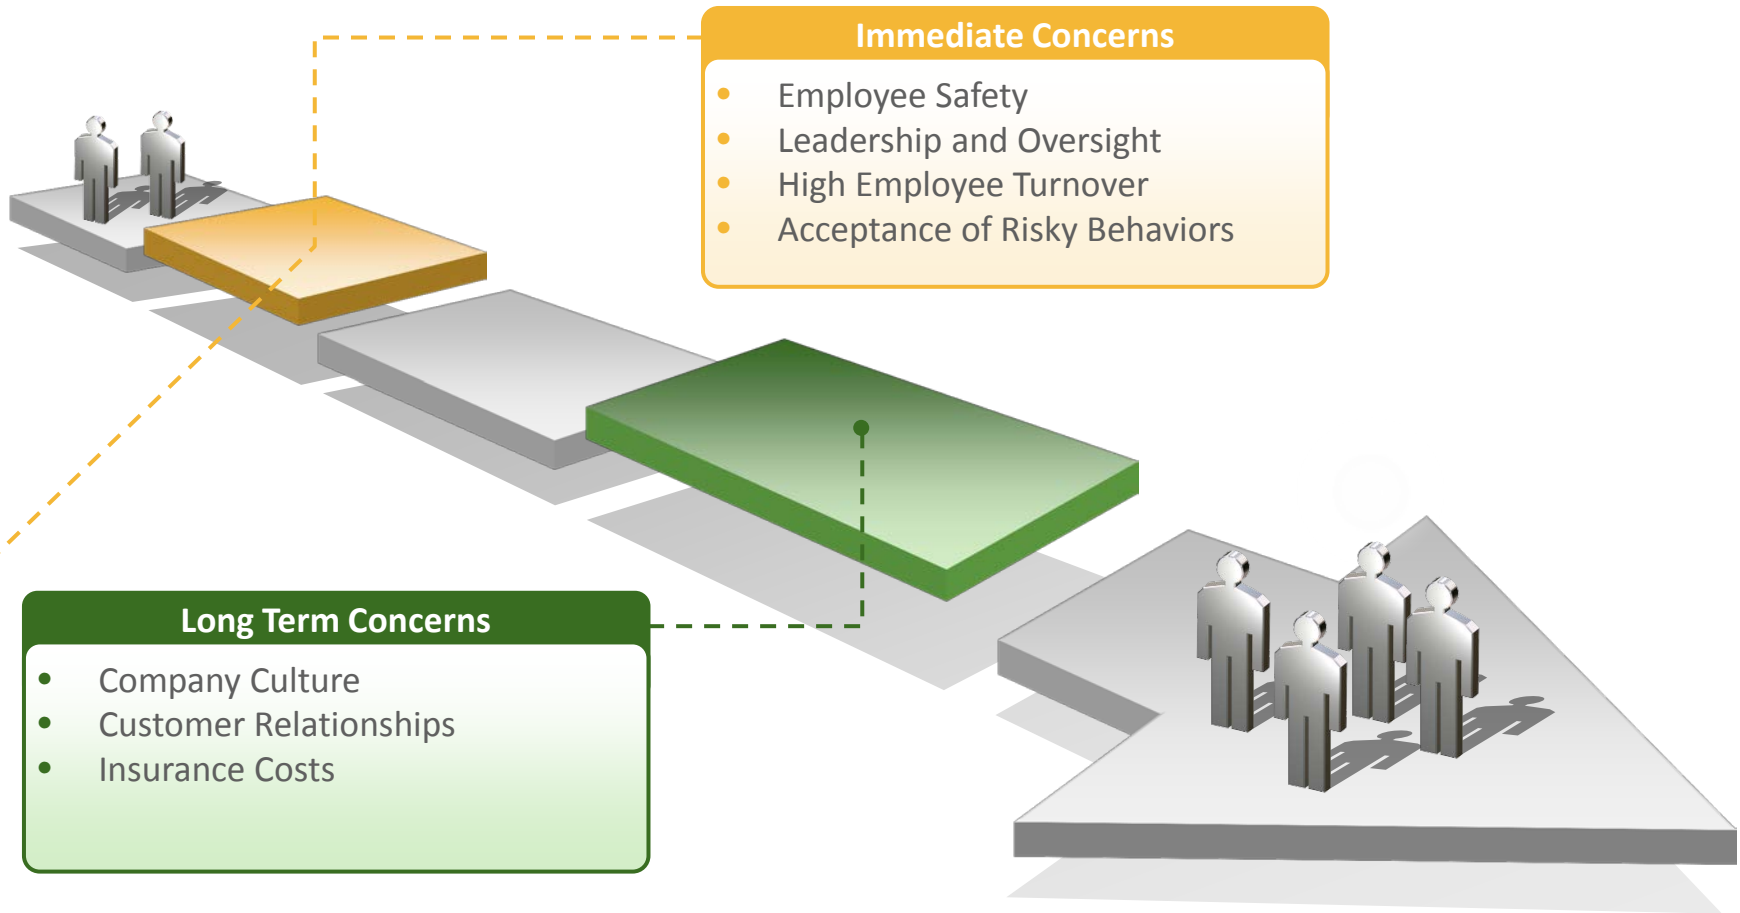 Immediate Concerns
• Employee Safety
• Leadership and Oversight
• High Employee Turnover
• Acceptance of Risky Behaviors
Long Term Concerns
• Company Culture
• Customer Relationships
• Insurance Costs